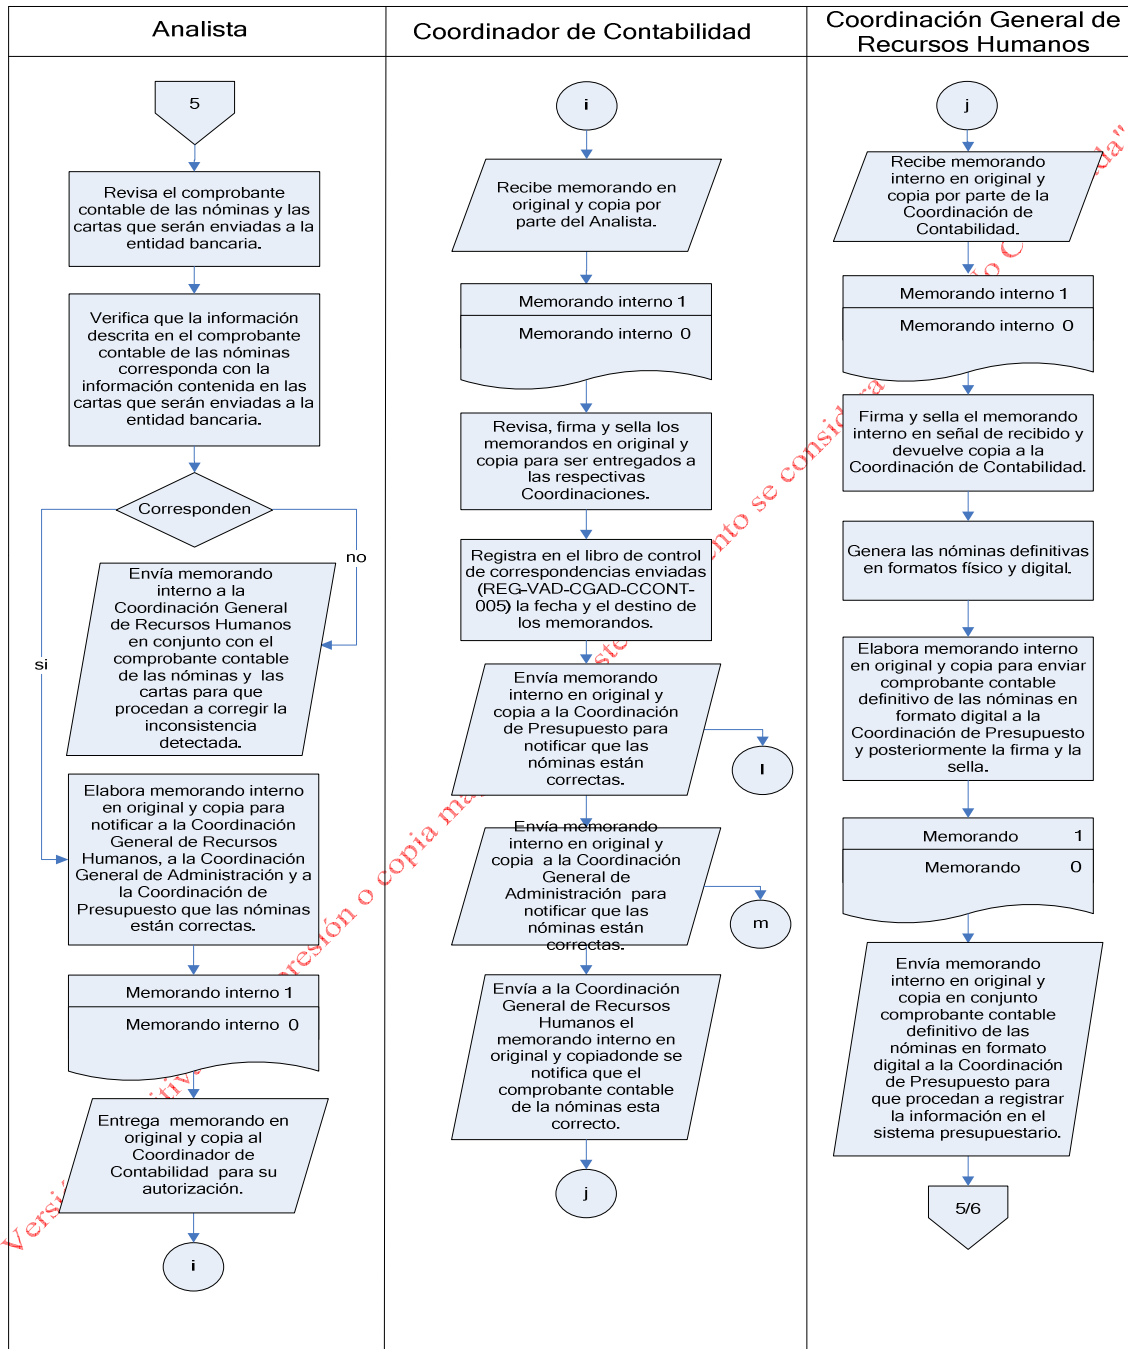 Analista
5
Revisa el comprobante
contable de las nóminas y las
cartas que serán enviadas a la
entidad bancaria.
Verifica que la información
descrita en el comprobante
contable de las nóminas
corresponda con la
información contenida en las
cartas que serán enviadas a la
entidad bancaria.
Corresponden
no
si
Envía memorando
interno a la
Coordinación General
de Recursos Humanos
en conjunto con el
comprobante contable
de las nóminas y las
cartas para que
procedan a corregir la
inconsistencia
detectada.
Elabora memorando interno
en original y copia para
notificar a la Coordinación
General de Recursos
Humanos, a la Coordinación
General de Administración y a
la Coordinación de
Presupuesto que las nóminas
están correctas.
Memorando interno 1
Memorando interno 0
Entrega memorando en
original y copia al
Coordinador de
Contabilidad para su
autorización.
i
Coordinador de Contabilidad
i
Recibe memorando en
original y copia por
parte del Analista.
Memorando interno 1
Memorando interno 0
Revisa, firma y sella los
memorandos en original y
copia para ser entregados a
las respectivas
Coordinaciones.
Registra en el libro de control
de correspondencias enviadas
(REG-VAD-CGAD-CCONT-
005) la fecha y el destino de
los memorandos.
Envía memorando
interno en original y
copia a la Coordinación
de Presupuesto para
notificar que las
nóminas están
correctas.
l
Envía memorando
interno en original y
copia a la Coordinación
General de
Administración para
notificar que las
nóminas están
correctas.
m
Envía a la Coordinación
General de Recursos
Humanos el
memorando interno en
original y copiadonde se
notifica que el
comprobante contable
de la nóminas esta
correcto.
j
Coordinación General de
Recursos Humanos
j
Recibe memorando
interno en original y
copia por parte de la
Coordinación de
Contabilidad.
Memorando interno 1
Memorando interno 0
Firma y sella el memorando
interno en señal de recibido y
devuelve copia a la
Coordinación de Contabilidad.
Genera las nóminas definitivas
en formatos físico y digital.
Elabora memorando interno
en original y copia para enviar
comprobante contable
definitivo de las nóminas en
formato digital a la
Coordinación de Presupuesto
y posteriormente la firma y la
sella.
Memorando 1
Memorando 0
Envía memorando
interno en original y
copia en conjunto
comprobante contable
definitivo de las
nóminas en formato
digital a la Coordinación
de Presupuesto para
que procedan a registrar
la información en el
sistema presupuestario.
5/6